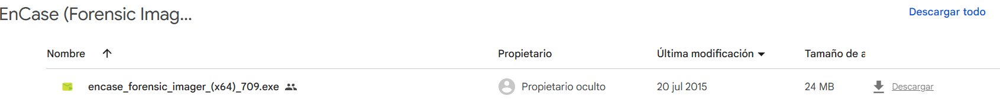 EnCase (Forensic Imag...
Descargar todo
Nombre Propietario Última modificación Tamaño de a
encase_forensic_imager_(x64)_709.exe Propietario oculto 20 jul 2015 24 MB Descargar